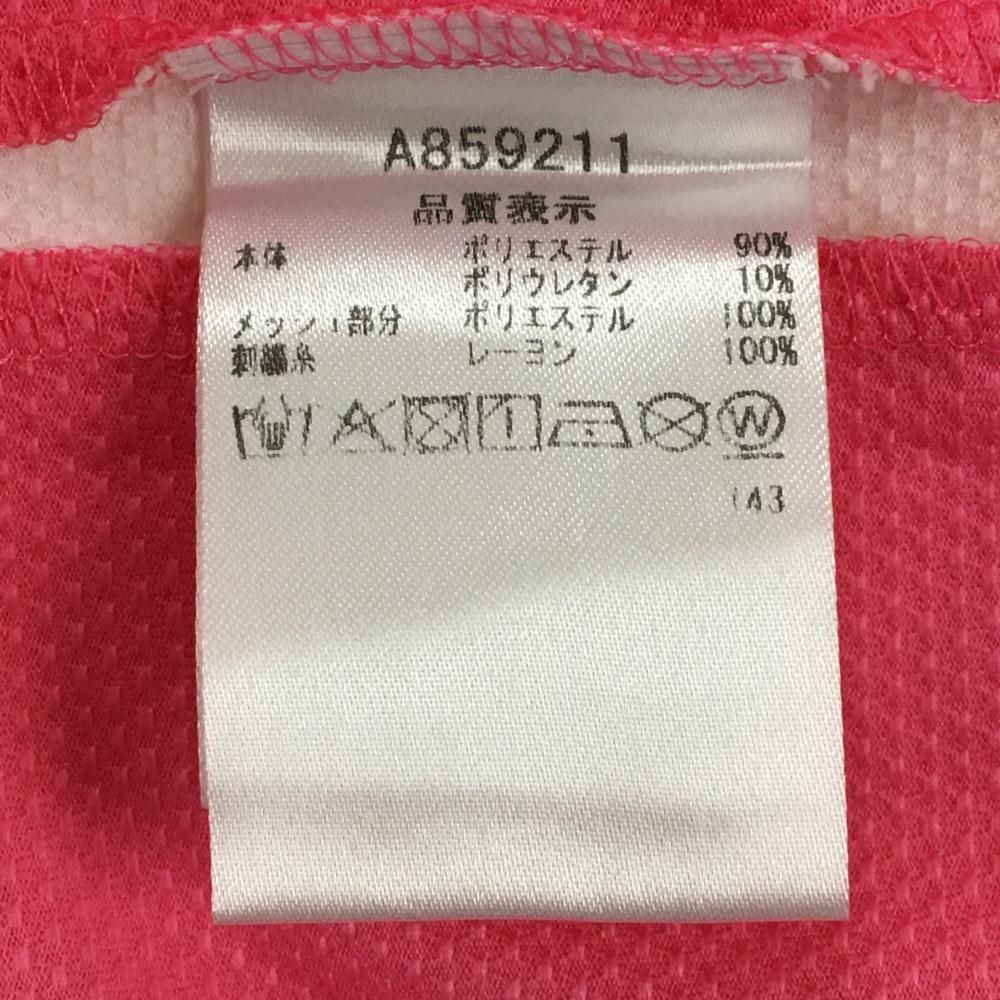 A859211
品質表示
本体 ポリエステル 90%
ポリウレタン 10%
メッシュ部分 ポリエステル 100%
刺繍糸 レーヨン 100%
W
143